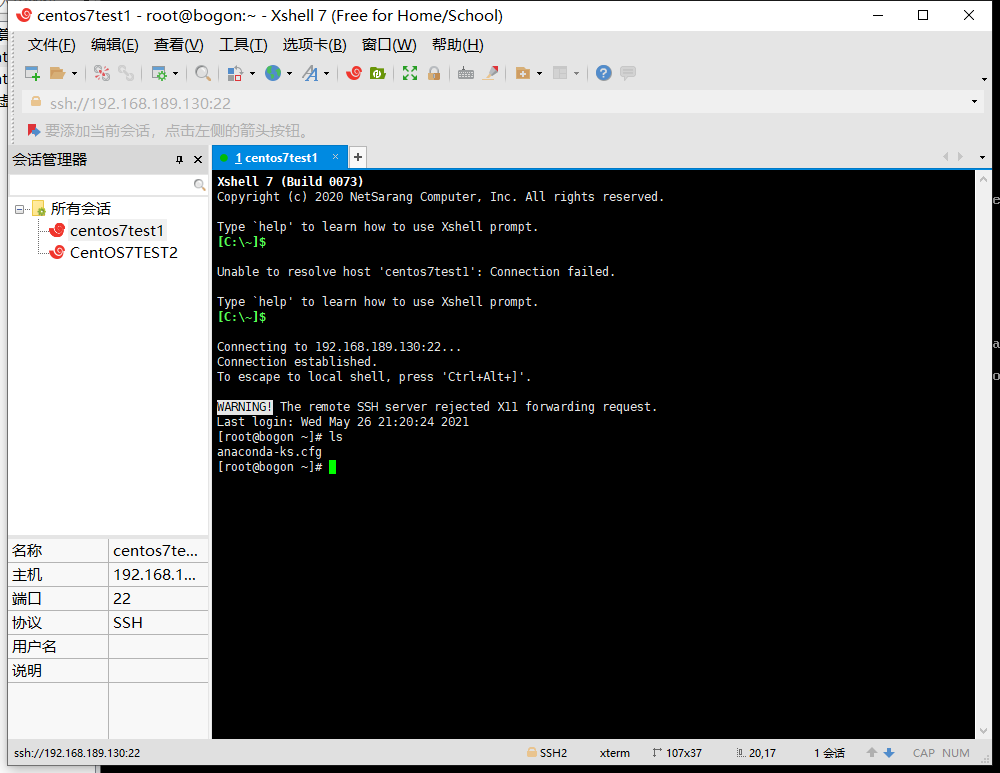 centos7test1 - root@bogon:~ - Xshell 7 (Free for Home/School)
文件(F) 编辑(E) 查看(V) 工具(T) 选项卡(B) 窗口(W) 帮助(H)
ssh://192.168.189.130:22
要添加当前会话，点击左侧的箭头按钮。
会话管理器
1 centos7test1
所有会话
centos7test1
CentOS7TEST2
Xshell 7 (Build 0073)
Copyright (c) 2020 NetSarang Computer, Inc. All rights reserved.
Type `help' to learn how to use Xshell prompt.
[C:\~]$
Unable to resolve host 'centos7test1': Connection failed.
Type `help' to learn how to use Xshell prompt.
[C:\~]$
Connecting to 192.168.189.130:22...
Connection established.
To escape to local shell, press 'Ctrl+Alt+]'.
WARNING! The remote SSH server rejected X11 forwarding request.
Last login: Wed May 26 21:20:24 2021
[root@bogon ~]# ls
anaconda-ks.cfg
[root@bogon ~]#
名称 centos7te...
主机 192.168.1...
端口 22
协议 SSH
用户名
说明
ssh://192.168.189.130:22 SSH2 xterm 107x37 20,17 1 会话 CAP NUM